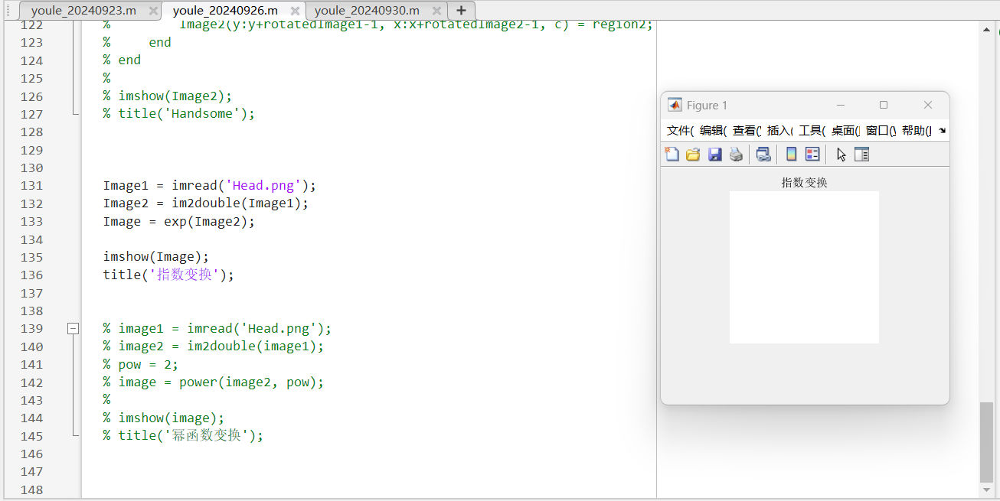 youle_20240923.m youle_20240926.m youle_20240930.m
122 % Image2(y:y+rotatedImage1-1, x:x+rotatedImage2-1, c) = region2;
123 % end
124 % end
125 %
126 % imshow(Image2);
127 % title('Handsome');
128
129
130
131 Image1 = imread('Head.png');
132 Image2 = im2double(Image1);
133 Image = exp(Image2);
134
135 imshow(Image);
136 title('指数变换');
137
138
139 % image1 = imread('Head.png');
140 % image2 = im2double(image1);
141 % pow = 2;
142 % image = power(image2, pow);
143 %
144 % imshow(image);
145 % title('幂函数变换');
146
147
148
Figure 1
文件( 编辑( 查看(' 插入( 工具( 桌面( 窗口( 帮助(
指数变换